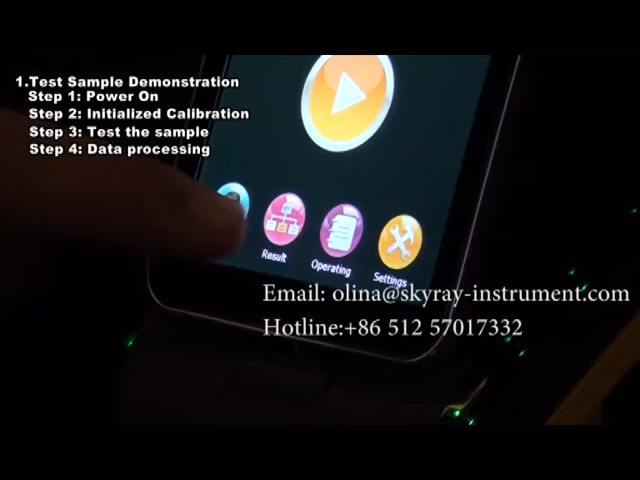 1.Test Sample Demonstration
Step 1: Power On
Step 2: Initialized Calibration
Step 3: Test the sample
Step 4: Data processing
Result
Operating
Settings
Email: olina@skyray-instrument.com
Hotline:+86 512 57017332